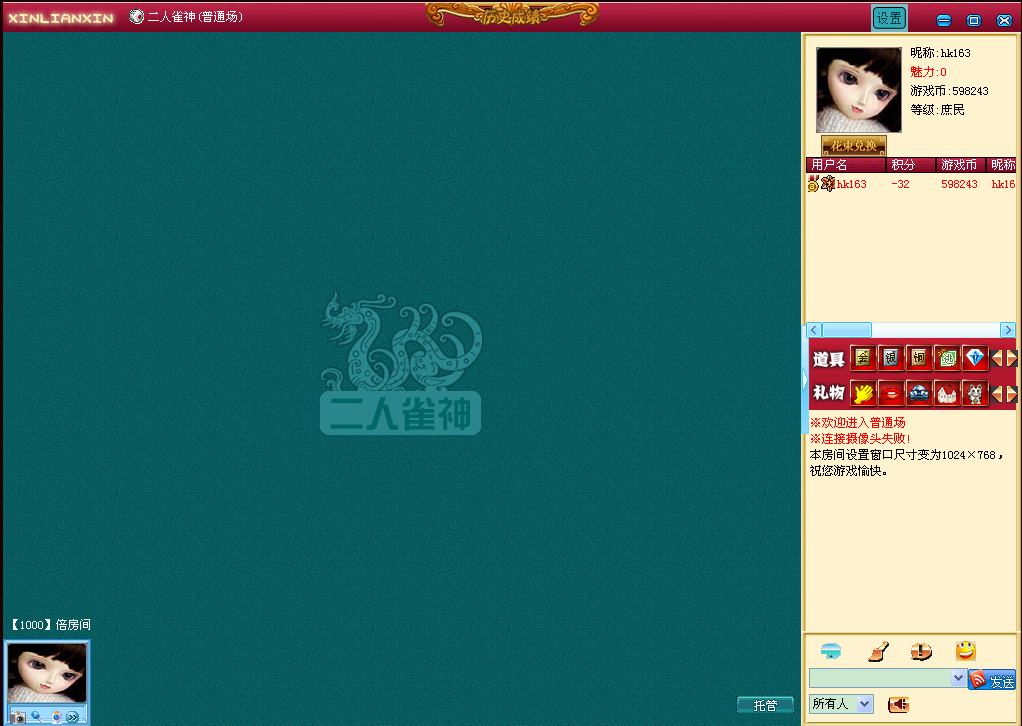 XINLIANXIN
二人雀神(普通场)
历史成绩
设置
昵称:hk163
魅力:0
游戏币:598243
等级:庶民
花束兑换
用户名 积分 游戏币 昵称
hk163 -32 598243 hk16
二人雀神
道具 金 银 铜
礼物
※欢迎进入普通场
※连接摄像头失败!
本房间设置窗口尺寸变为1024×768,
祝您游戏愉快。
【1000】倍房间
托管
发送
所有人